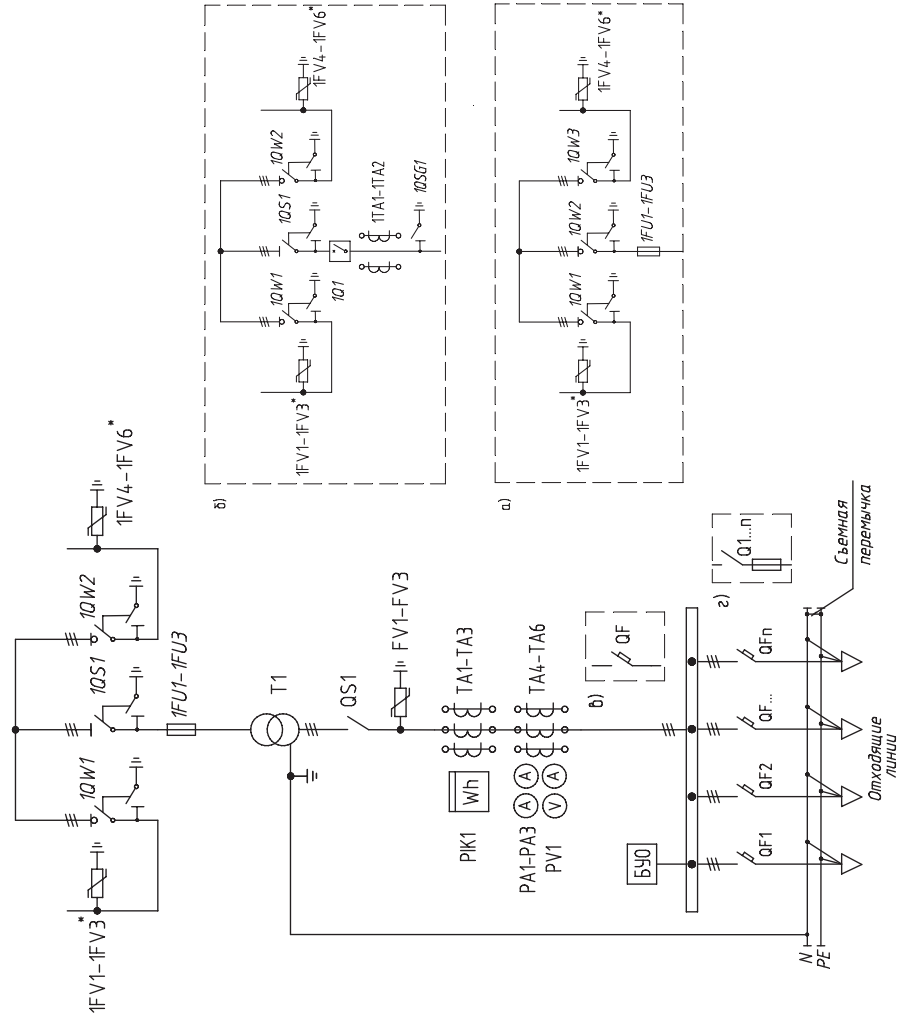 1FV1-1FV3*
1QW1
1QS1
1QW2
1FV4-1FV6*
1FU1-1FU3
T1
QS1
FV1-FV3
TA1-TA3
Wh
PIK1
TA4-TA6
A
A
A
V
PA1-PA3
PV1
БУО
QF1
QF2
QF...
QFn
N
PE
Отходящие
линии
Съемная
перемычка
б)
1FV1-1FV3*
1QW1
1QS1
1QW2
1FV4-1FV6*
1Q1
1TA1-1TA2
1QSG1
а)
1FV1-1FV3*
1QW1
1QW2
1QW3
1FV4-1FV6*
1FU1-1FU3
в)
QF
г)
Q1...n